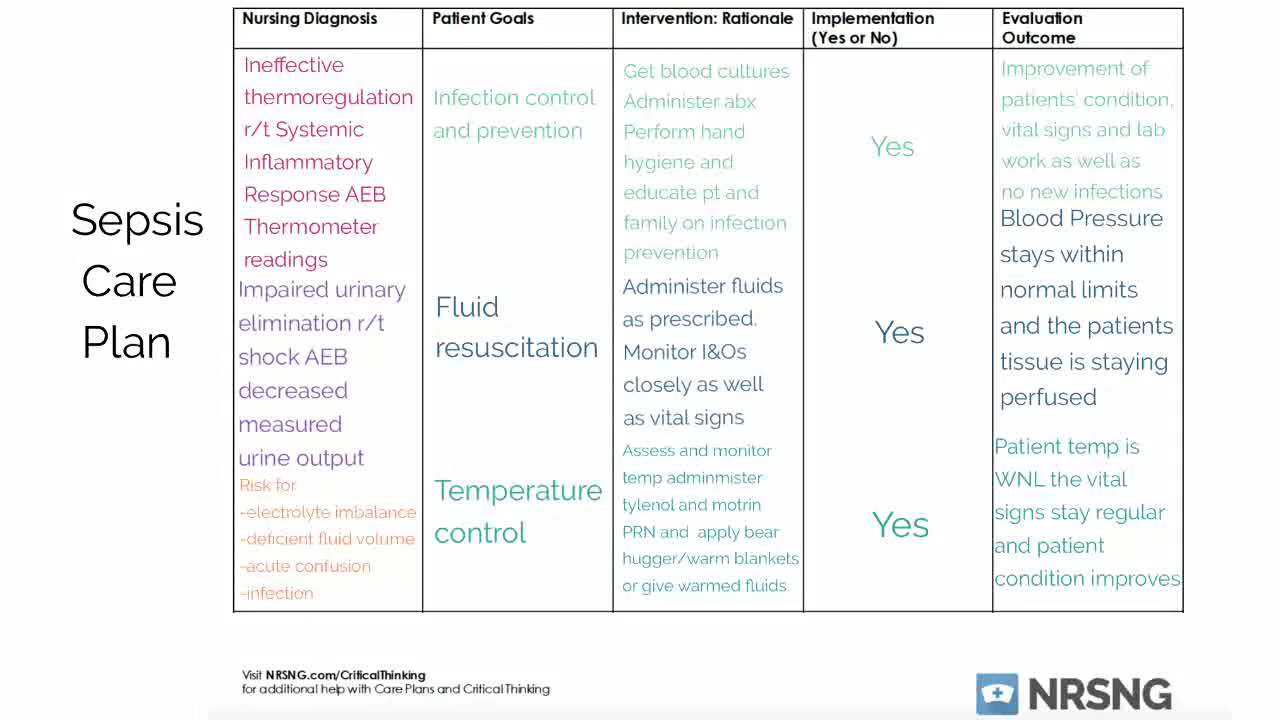 Sepsis
Care
Plan
Nursing Diagnosis
Patient Goals
Intervention: Rationale
Implementation
(Yes or No)
Evaluation
Outcome
Ineffective
thermoregulation
r/t Systemic
Inflammatory
Response AEB
Thermometer
readings
Infection control
and prevention
Get blood cultures
Administer abx
Perform hand
hygiene and
educate pt and
family on infection
prevention
Yes
Improvement of
patients' condition,
vital signs and lab
work as well as
no new infections
Impaired urinary
elimination r/t
shock AEB
decreased
measured
urine output
Fluid
resuscitation
Administer fluids
as prescribed.
Monitor I&Os
closely as well
as vital signs
Yes
Blood Pressure
stays within
normal limits
and the patients
tissue is staying
perfused
Risk for
-electrolyte imbalance
-deficient fluid volume
-acute confusion
-infection
Temperature
control
Assess and monitor
temp adminmister
tylenol and motrin
PRN and apply bear
hugger/warm blankets
or give warmed fluids.
Yes
Patient temp is
WNL the vital
signs stay regular
and patient
condition improves
Visit NRSNG.com/CriticalThinking
for additional help with Care Plans and Critical Thinking
NRSNG